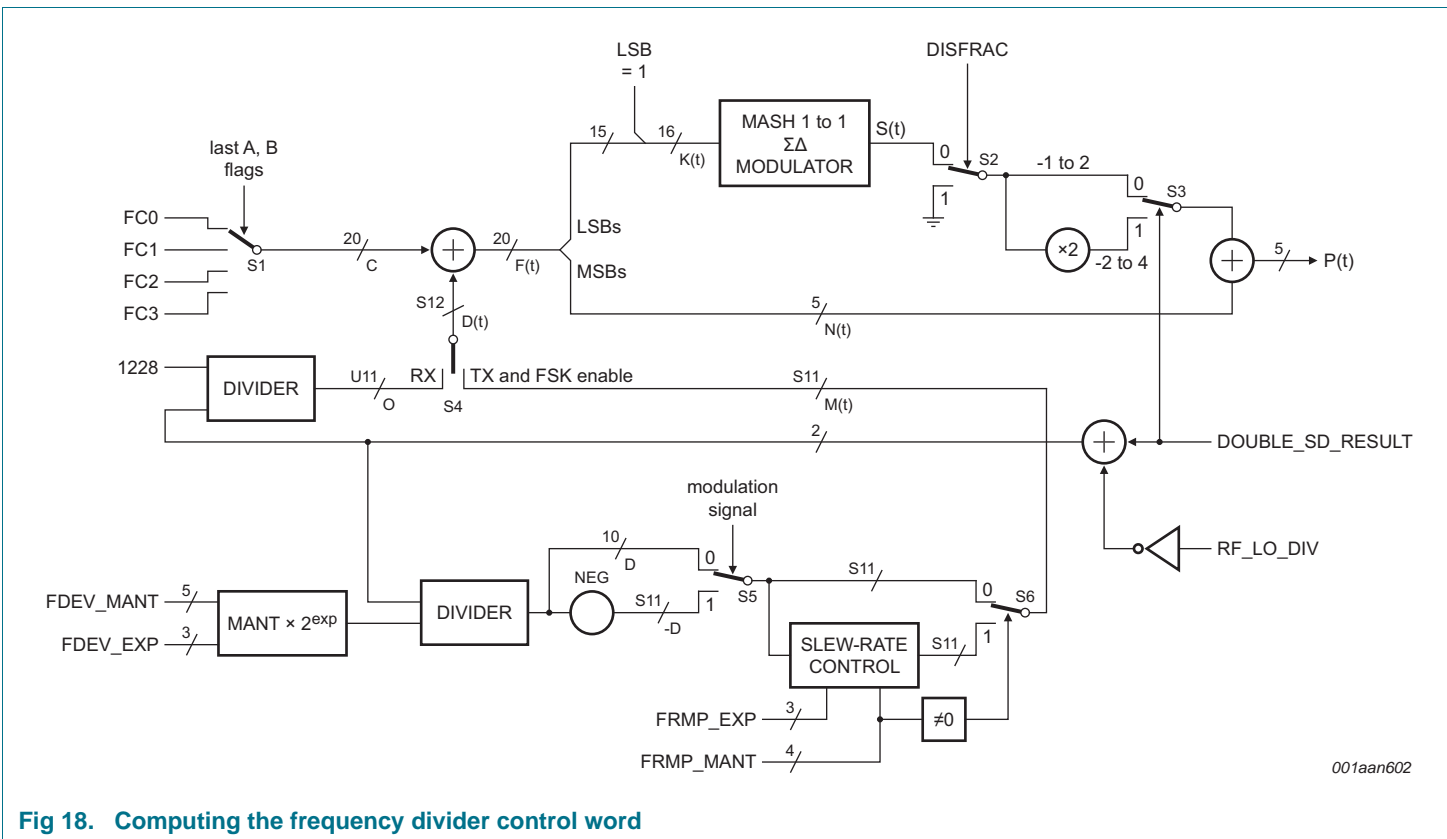 LSB
= 1
DISFRAC
last A, B
flags
15
16
K(t)
MASH 1 to 1
ΣΔ
MODULATOR
S(t)
0
S2
1
-1 to 2
0
S3
1
×2
-2 to 4
FC0
FC1
FC2
FC3
S1
20
C
+
20
F(t)
LSBs
MSBs
+
5
P(t)
S12
D(t)
5
N(t)
1228
DIVIDER
U11
O
RX
S4
TX and FSK enable
S11
M(t)
2
+
DOUBLE_SD_RESULT
modulation
signal
RF_LO_DIV
10
D
0
NEG
S11
-D
1
S5
S11
0
S6
1
FDEV_MANT
5
FDEV_EXP
3
MANT × 2exp
DIVIDER
SLEW-RATE
CONTROL
S11
FRMP_EXP
3
≠0
FRMP_MANT
4
001aan602
Fig 18. Computing the frequency divider control word